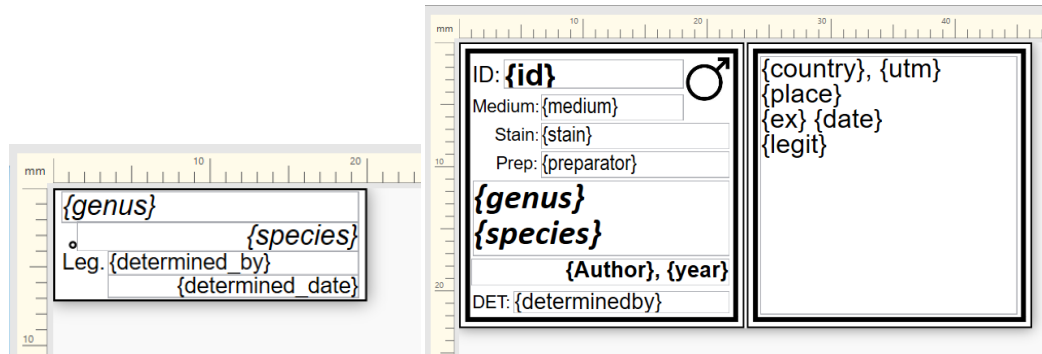 mm
10
20
10
{genus}
{species}
Leg. {determined_by}
{determined_date}
mm
10
20
30
40
10
20
ID: {id}
Medium: {medium}
Stain: {stain}
Prep: {preparator}
{genus}
{species}
{Author}, {year}
DET: {determinedby}
{country}, {utm}
{place}
{ex} {date}
{legit}